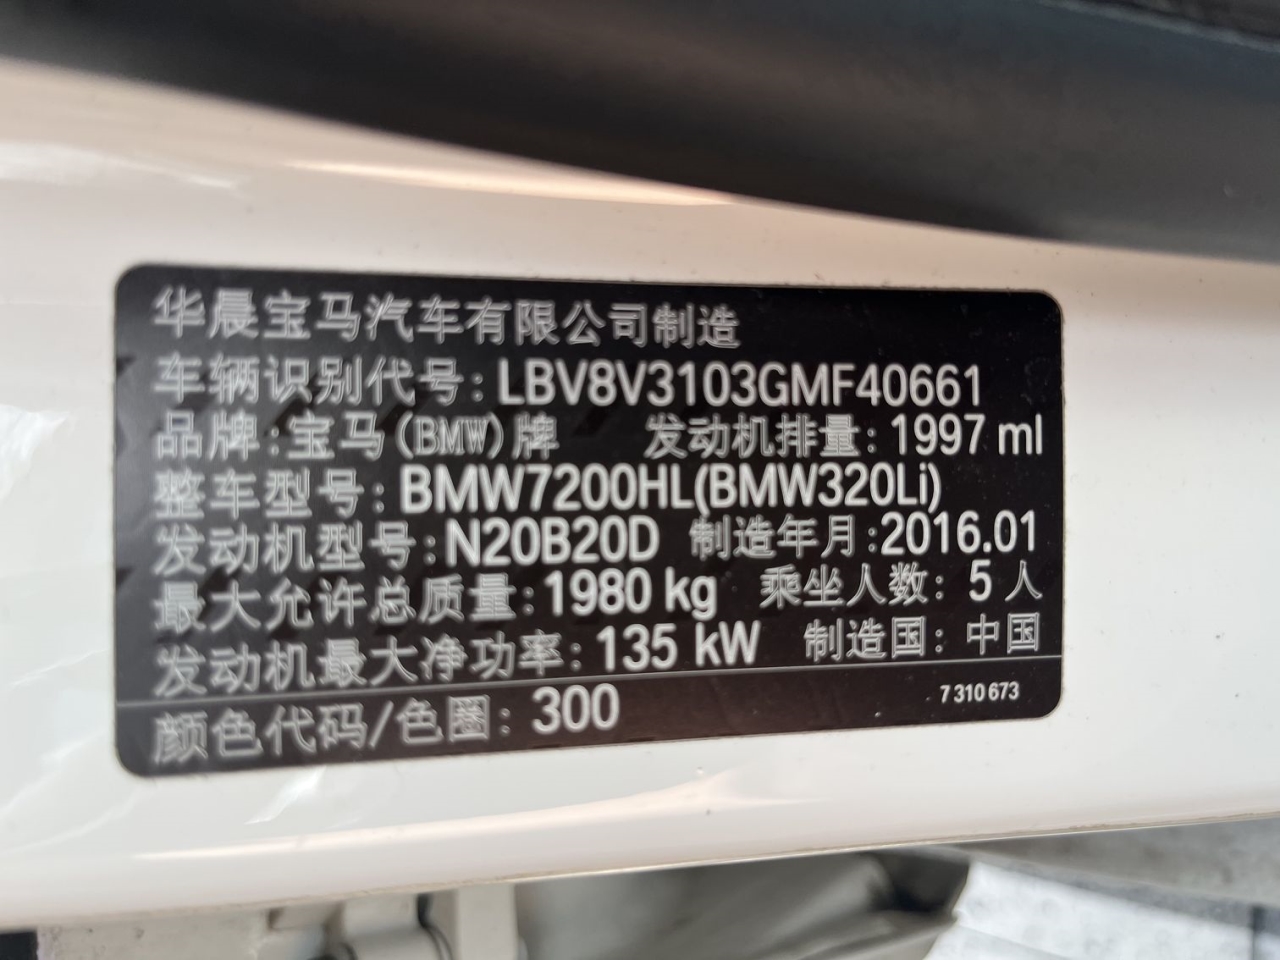 华晨宝马汽车有限公司制造
车辆识别代号: LBV8V3103GMF40661
品牌:宝马(BMW)牌 发动机排量: 1997 ml
整车型号: BMW7200HL(BMW320Li)
发动机型号: N20B20D 制造年月:2016.01
最大允许总质量: 1980 kg 乘坐人数: 5 人
发动机最大净功率: 135 kW 制造国: 中国
颜色代码/色圈: 300 7 310 673